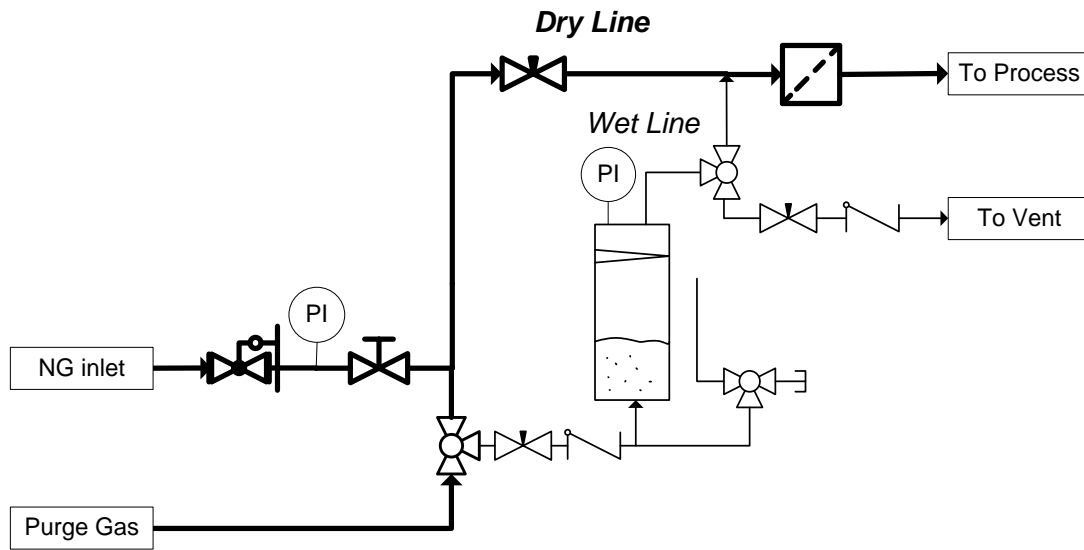 Dry Line
To Process
Wet Line
PI
To Vent
PI
NG inlet
Purge Gas